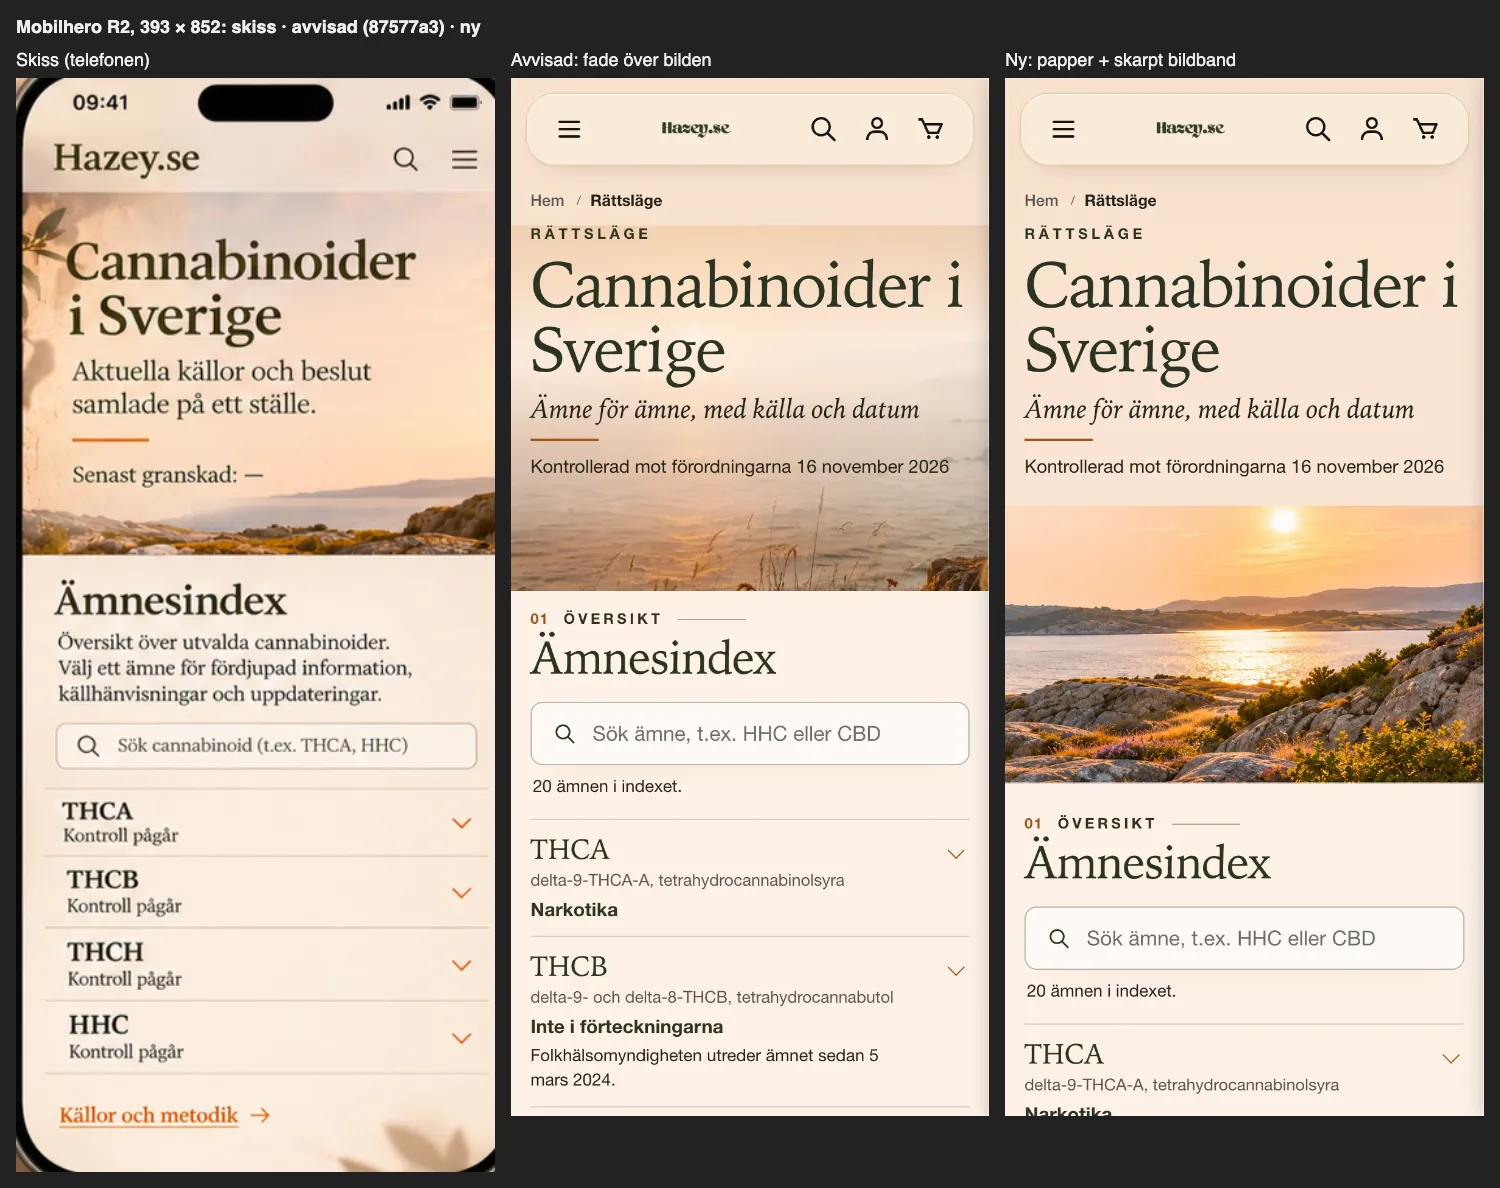 Mobilhero R2, 393 × 852: skiss · avvisad (87577a3) · ny
Skiss (telefonen)
09:41
Hazey.se
Cannabinoider
i Sverige
Aktuella källor och beslut
samlade på ett ställe.
Senast granskad: —
Ämnesindex
Översikt över utvalda cannabinoider.
Välj ett ämne för fördjupad information,
källhänvisningar och uppdateringar.
Sök cannabinoid (t.ex. THCA, HHC)
THCA
Kontroll pågår
THCB
Kontroll pågår
THCH
Kontroll pågår
HHC
Kontroll pågår
Källor och metodik →
Avvisad: fade över bilden
Hazey.se
Hem / Rättsläge
RÄTTSLÄGE
Cannabinoider i
Sverige
Ämne för ämne, med källa och datum
Kontrollerad mot förordningarna 16 november 2026
01 ÖVERSIKT
Ämnesindex
Sök ämne, t.ex. HHC eller CBD
20 ämnen i indexet.
THCA
delta-9-THCA-A, tetrahydrocannabinolsyra
Narkotika
THCB
delta-9- och delta-8-THCB, tetrahydrocannabutol
Inte i förteckningarna
Folkhälsomyndigheten utreder ämnet sedan 5
mars 2024.
Ny: papper + skarpt bildband
Hazey.se
Hem / Rättsläge
RÄTTSLÄGE
Cannabinoider i
Sverige
Ämne för ämne, med källa och datum
Kontrollerad mot förordningarna 16 november 2026
01 ÖVERSIKT
Ämnesindex
Sök ämne, t.ex. HHC eller CBD
20 ämnen i indexet.
THCA
delta-9-THCA-A, tetrahydrocannabinolsyra
Narkotika